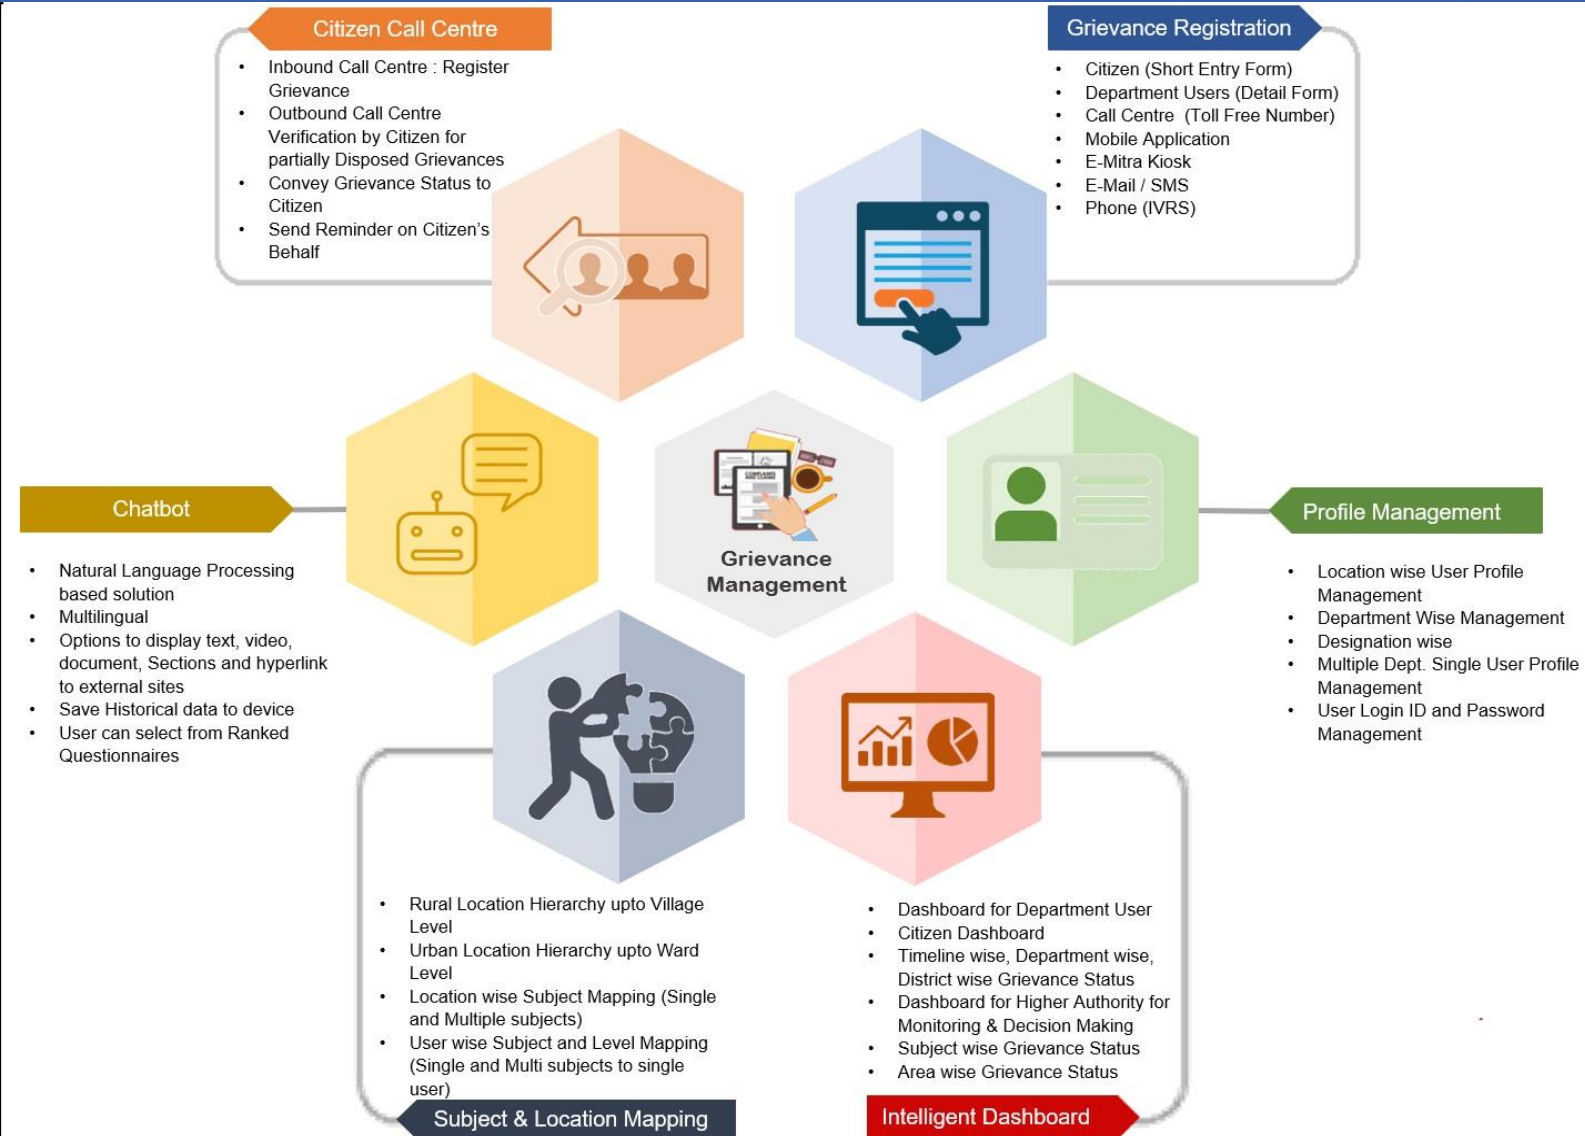 Citizen Call Centre
• Inbound Call Centre : Register
Grievance
• Outbound Call Centre
Verification by Citizen for
partially Disposed Grievances
• Convey Grievance Status to
Citizen
• Send Reminder on Citizen's
Behalf
Grievance Registration
• Citizen (Short Entry Form)
• Department Users (Detail Form)
• Call Centre (Toll Free Number)
• Mobile Application
• E-Mitra Kiosk
• E-Mail / SMS
• Phone (IVRS)
Chatbot
• Natural Language Processing
based solution
• Multilingual
• Options to display text, video,
document, Sections and hyperlink
to external sites
• Save Historical data to device
• User can select from Ranked
Questionnaires
COMPLAINTS
AND CLAIMS
Grievance
Management
Profile Management
• Location wise User Profile
Management
• Department Wise Management
• Designation wise
• Multiple Dept. Single User Profile
Management
• User Login ID and Password
Management
• Rural Location Hierarchy upto Village
Level
• Urban Location Hierarchy upto Ward
Level
• Location wise Subject Mapping (Single
and Multiple subjects)
• User wise Subject and Level Mapping
(Single and Multi subjects to single
user)
Subject & Location Mapping
• Dashboard for Department User
• Citizen Dashboard
• Timeline wise, Department wise,
District wise Grievance Status
• Dashboard for Higher Authority for
Monitoring & Decision Making
• Subject wise Grievance Status
• Area wise Grievance Status
Intelligent Dashboard